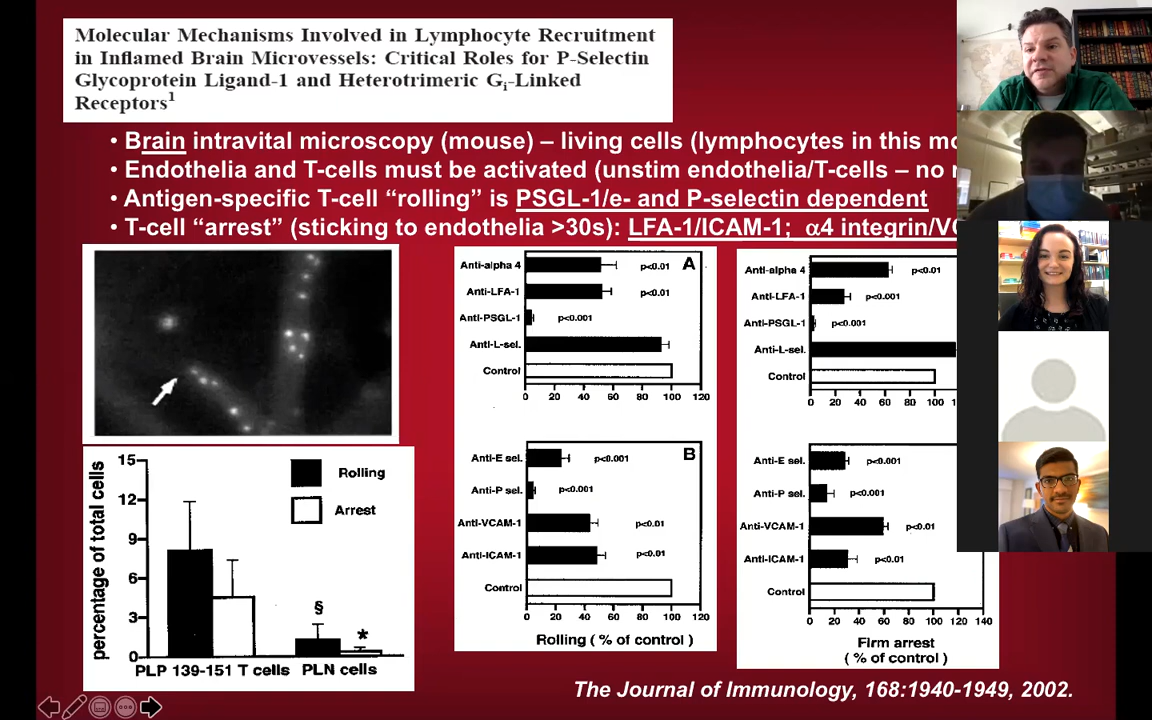 Molecular Mechanisms Involved in Lymphocyte Recruitment
in Inflamed Brain Microvessels: Critical Roles for P-Selectin
Glycoprotein Ligand-1 and Heterotrimeric Gi-Linked
Receptors1
• Brain intravital microscopy (mouse) – living cells (lymphocytes in this mo
• Endothelia and T-cells must be activated (unstim endothelia/T-cells – no
• Antigen-specific T-cell “rolling” is PSGL-1/e- and P-selectin dependent
• T-cell “arrest” (sticking to endothelia >30s): LFA-1/ICAM-1; α4 integrin/VC
A
Anti-alpha 4 p<0.01
Anti-LFA-1 p<0.01
Anti-PSGL-1 p<0.001
Anti-L-sel.
Control
0 20 40 60 80 100 120
Anti-alpha 4 p<0.01
Anti-LFA-1 p<0.001
Anti-PSGL-1 p<0.001
Anti-L-sel.
Control
0 20 40 60 80 100
B
Anti-E sel. p<0.001
Anti-P sel. p<0.001
Anti-VCAM-1 p<0.01
Anti-ICAM-1 p<0.01
Control
0 20 40 60 80 100 120
Rolling ( % of control )
Anti-E sel. p<0.001
Anti-P sel. p<0.001
Anti-VCAM-1 p<0.01
Anti-ICAM-1 p<0.01
Control
0 20 40 60 80 100 120 140
Firm arrest
( % of control )
percentage of total cells
15
12
9
6
3
0
Rolling
Arrest
§
*
PLP 139-151 T cells PLN cells
The Journal of Immunology, 168:1940-1949, 2002.